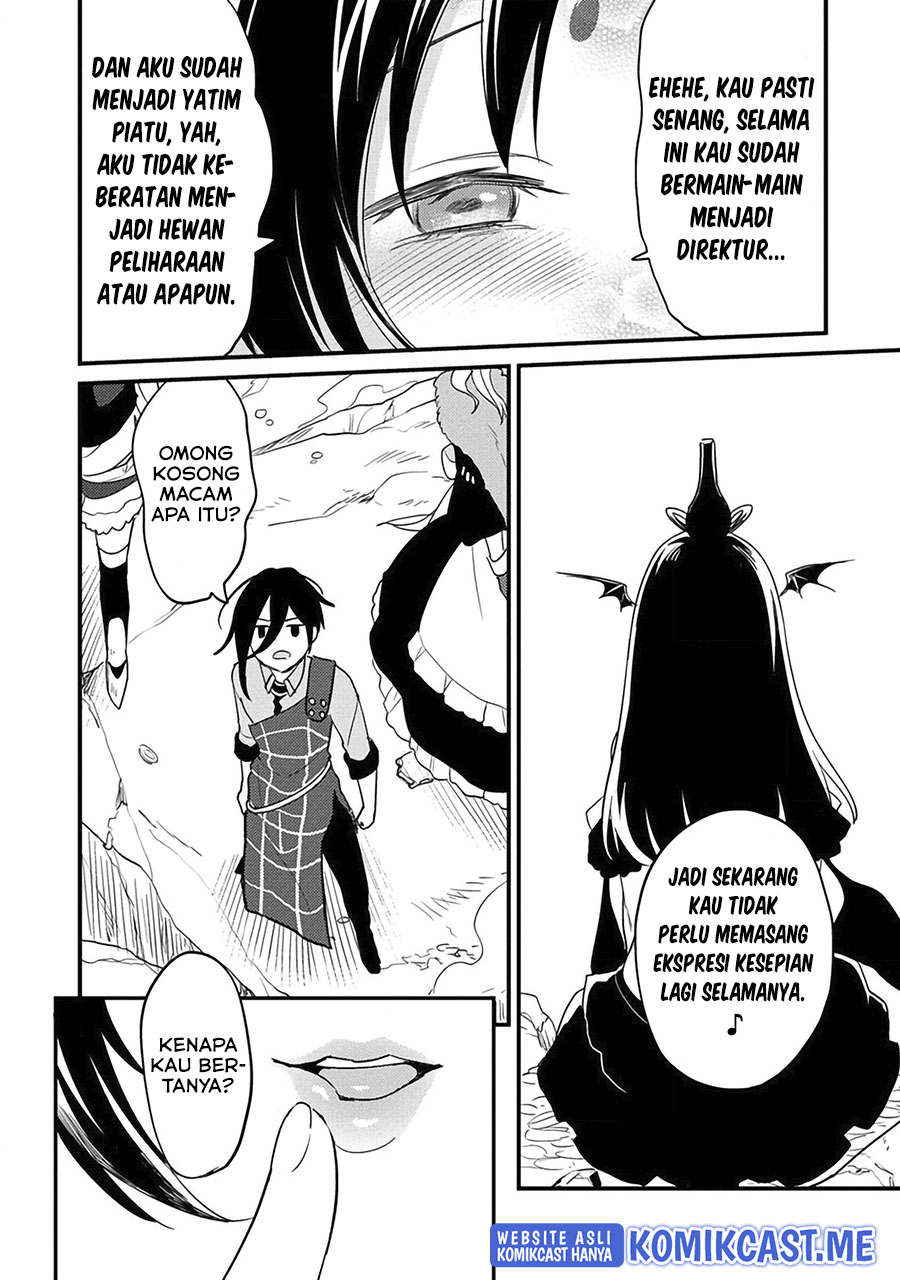 EHEHE, KAU PASTI
SENANG, SELAMA
INI KAU SUDAH
BERMAIN-MAIN
MENJADI
DIREKTUR...
DAN AKU SUDAH
MENJADI YATIM
PIATU, YAH,
AKU TIDAK KE-
BERATAN MEN-
JADI HEWAN
PELIHARAAN
ATAU APAPUN.
JADI SEKARANG
KAU TIDAK
PERLU MEMASANG
EKSPRESI KESEPIAN
LAGI SELAMANYA.
♪
OMONG
KOSONG
MACAM
APA ITU?
KENAPA
KAU BER-
TANYA?
WEBSITE ASLI
KOMIKCAST HANYA
KOMIKCAST.ME